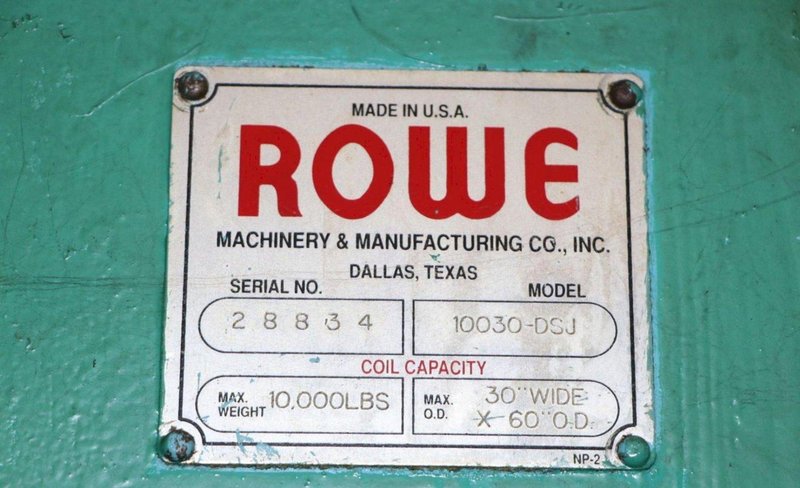 MADE IN U.S.A.
ROWE
MACHINERY & MANUFACTURING CO., INC.
DALLAS, TEXAS
SERIAL NO. MODEL
28834 10030-DSJ
COIL CAPACITY
MAX. WEIGHT 10,000LBS
MAX. O.D. 30"WIDE
X 60"O.D.
NP-2